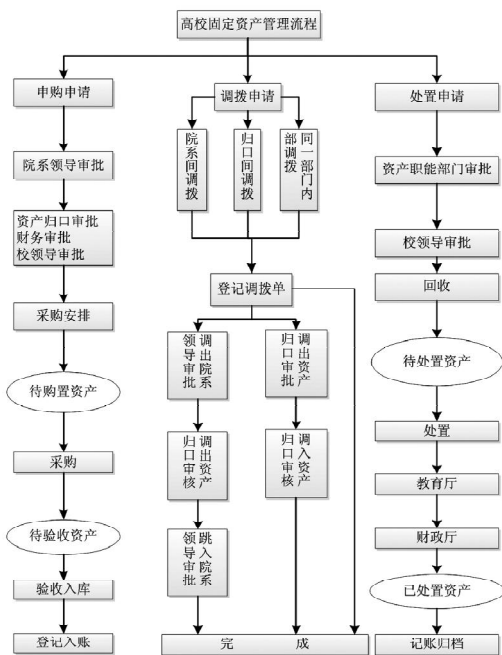 高校固定资产管理流程
申购申请
院系领导审批
资产归口审批
财务审批
校领导审批
采购安排
待购置资产
采购
待验收资产
验收入库
登记入账
调拨申请
院系间调拨
归口间调拨
同一部门内
部调拨
登记调拨单
调出院系
领导审批
调出资产
归口审核
跳入院系
领导审批
调出资产
归口审批
调入资产
归口审核
完 成
处置申请
资产职能部门审批
校领导审批
回收
待处置资产
处置
教育厅
财政厅
已处置资产
记账归档